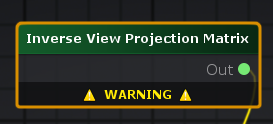 Inverse View Projection Matrix
Out
⚠ WARNING ⚠